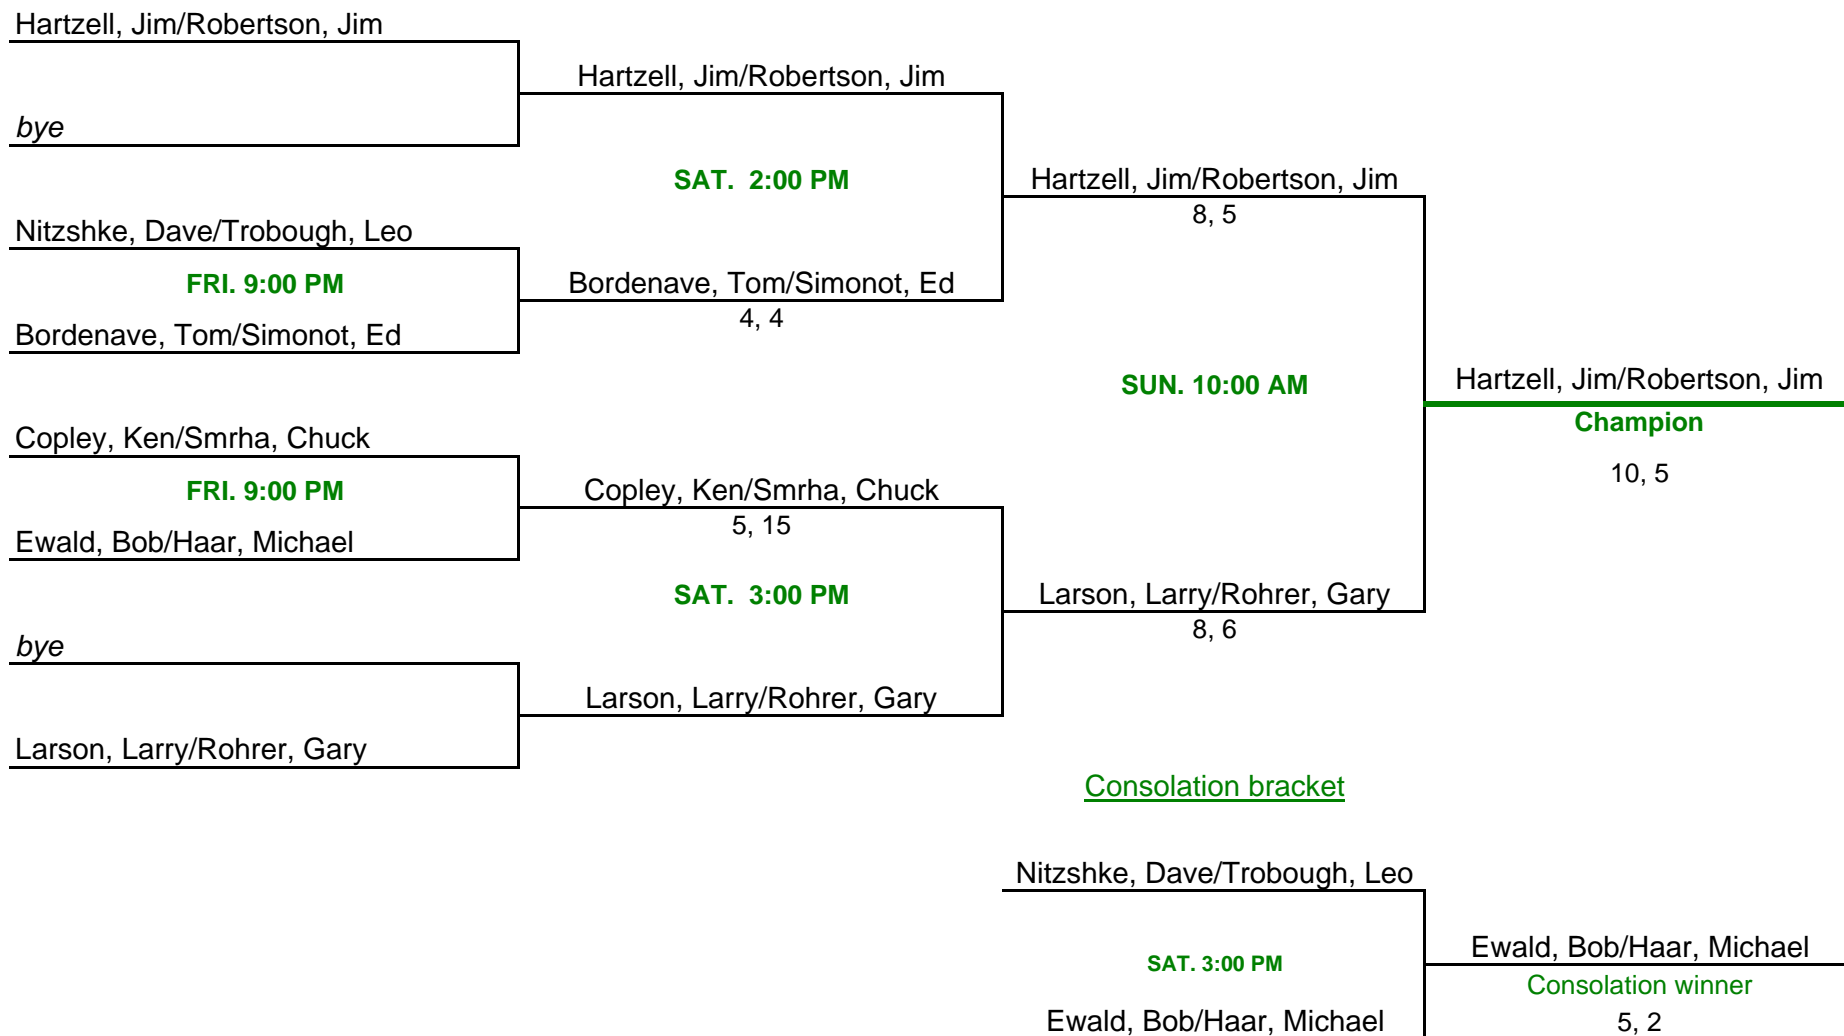 Hartzell, Jim/Robertson, Jim
Hartzell, Jim/Robertson, Jim
bye
SAT.  2:00 PM
Hartzell, Jim/Robertson, Jim
8, 5
Nitzshke, Dave/Trobough, Leo
FRI. 9:00 PM
Bordenave, Tom/Simonot, Ed
4, 4
Bordenave, Tom/Simonot, Ed
SUN. 10:00 AM
Hartzell, Jim/Robertson, Jim
Champion
10, 5
Copley, Ken/Smrha, Chuck
FRI. 9:00 PM
Copley, Ken/Smrha, Chuck
5, 15
Ewald, Bob/Haar, Michael
SAT.  3:00 PM
Larson, Larry/Rohrer, Gary
8, 6
bye
Larson, Larry/Rohrer, Gary
Larson, Larry/Rohrer, Gary
Consolation bracket
Nitzshke, Dave/Trobough, Leo
SAT. 3:00 PM
Ewald, Bob/Haar, Michael
Consolation winner
5, 2
Ewald, Bob/Haar, Michael